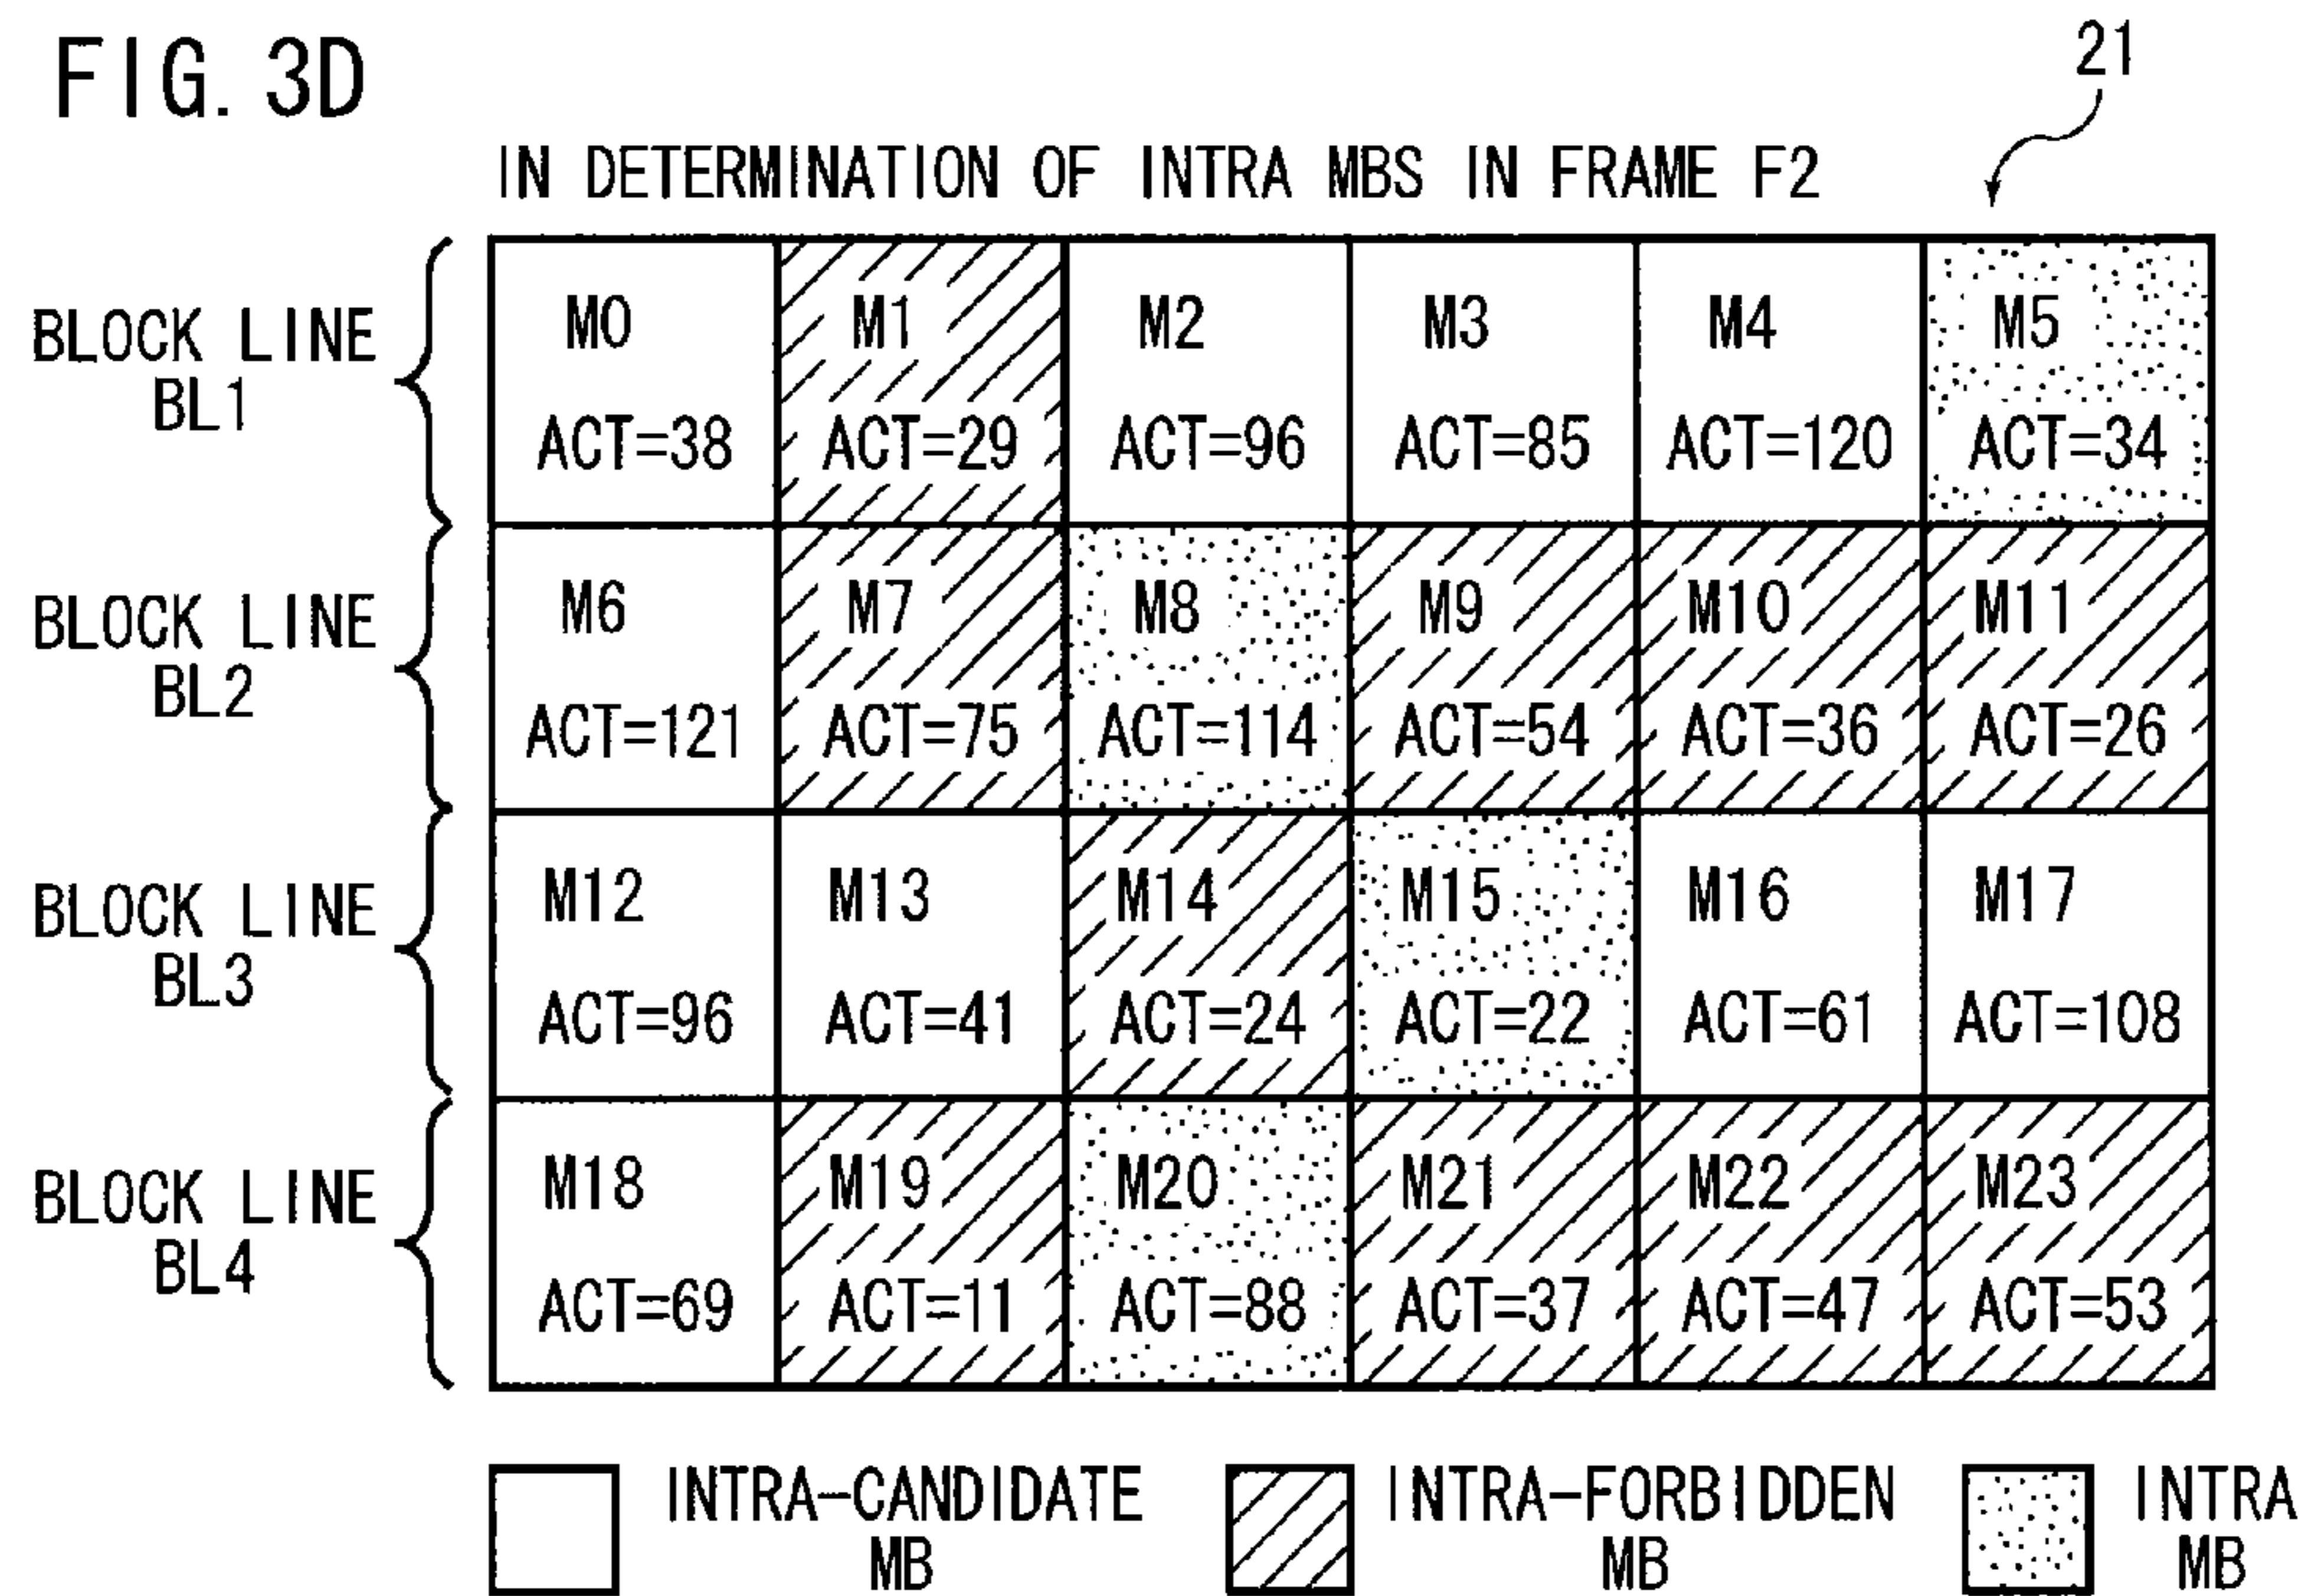 FIG. 3D
21
IN DETERMINATION OF INTRA MBS IN FRAME F2
BLOCK LINE
BL1
M0 M1 M2 M3 M4 M5
ACT=38 ACT=29 ACT=96 ACT=85 ACT=120 ACT=34
BLOCK LINE
BL2
M6 M7 M8 M9 M10 M11
ACT=121 ACT=75 ACT=114 ACT=54 ACT=36 ACT=26
BLOCK LINE
BL3
M12 M13 M14 M15 M16 M17
ACT=96 ACT=41 ACT=24 ACT=22 ACT=61 ACT=108
BLOCK LINE
BL4
M18 M19 M20 M21 M22 M23
ACT=69 ACT=11 ACT=88 ACT=37 ACT=47 ACT=53
INTRA-CANDIDATE
MB
INTRA-FORBIDDEN
MB
INTRA
MB